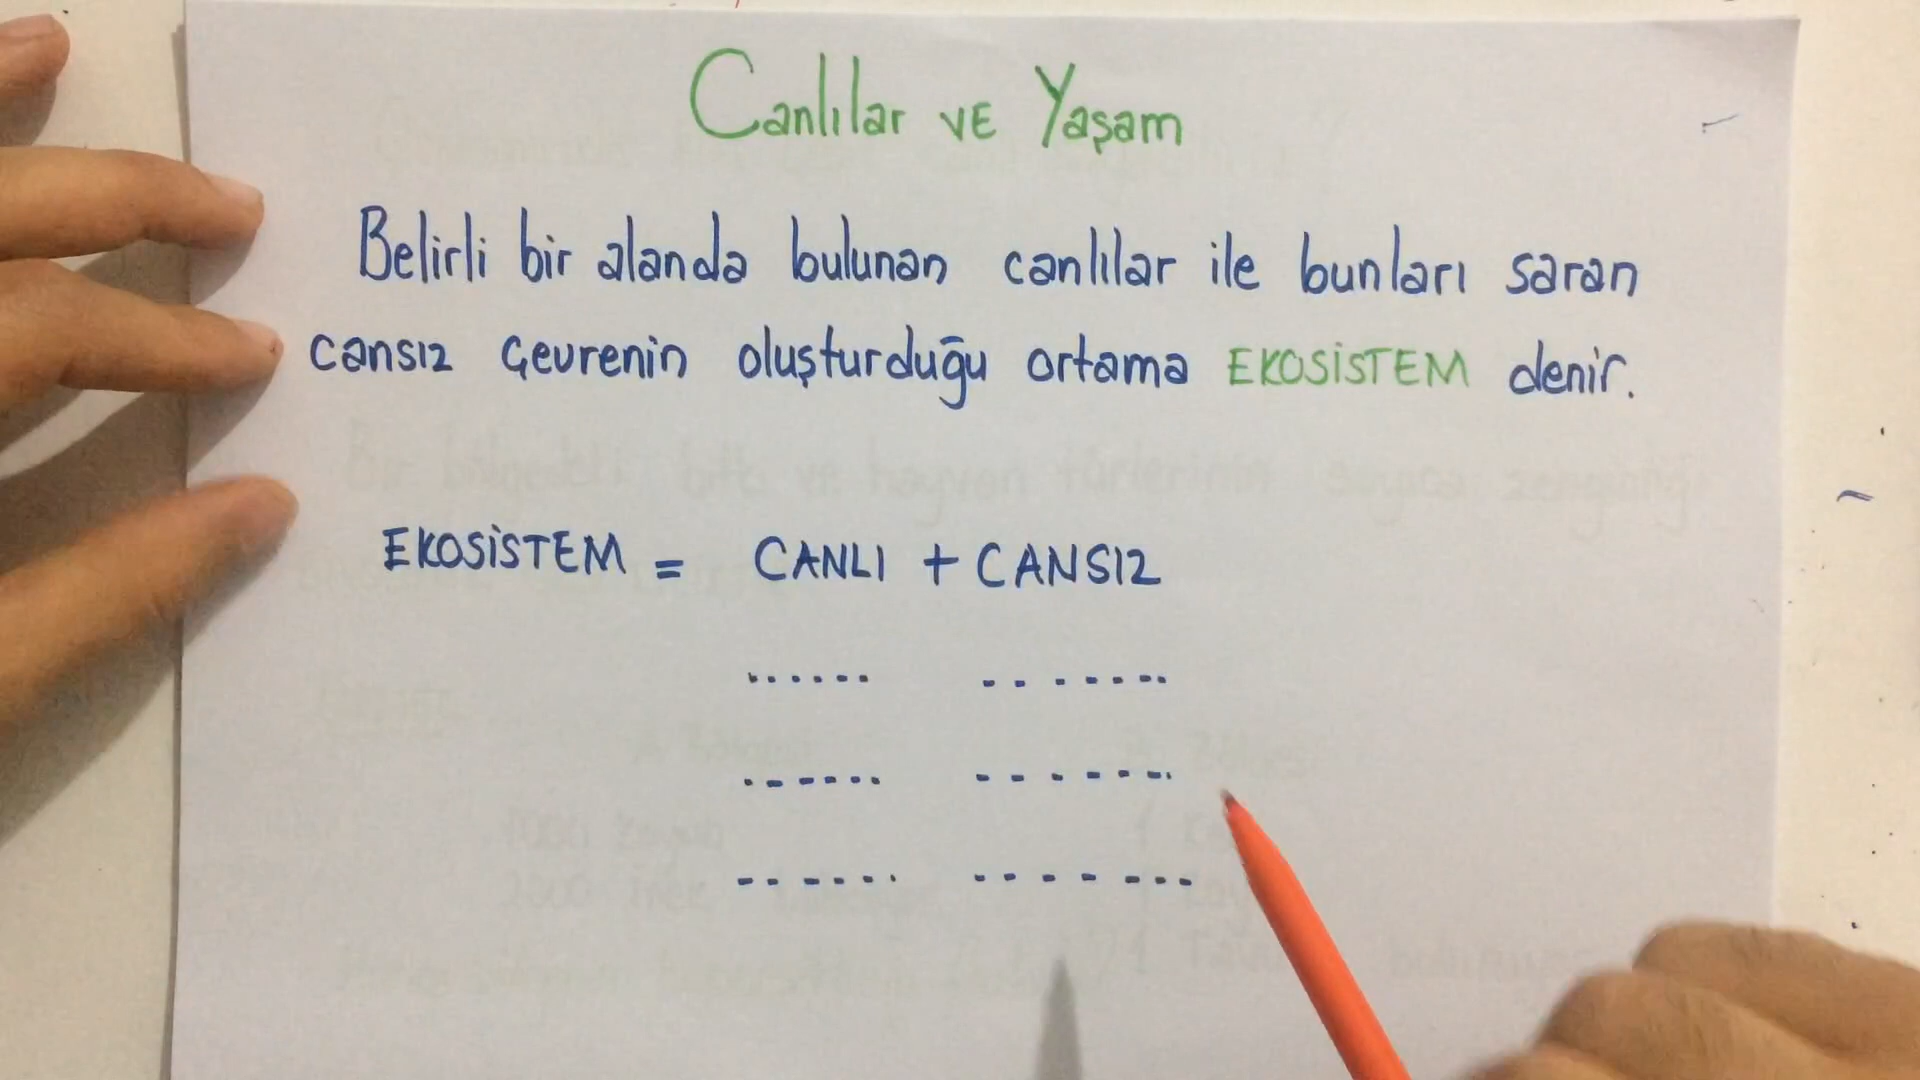 Canlılar VE Yaşam
Belirli bir alanda bulunan canlılar ile bunları saran
cansız çevrenin oluşturduğu ortama EKOSİSTEM denir.
EKOSİSTEM = CANLI + CANSIZ
...... .......
...... .......
...... .......